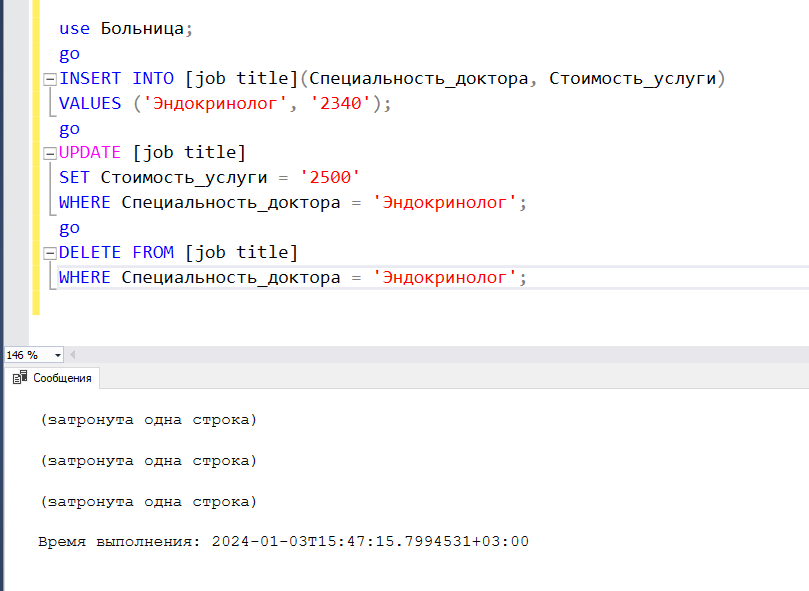 use Больница;
go
INSERT INTO [job title](Специальность_доктора, Стоимость_услуги)
VALUES ('Эндокринолог', '2340');
go
UPDATE [job title]
SET Стоимость_услуги = '2500'
WHERE Специальность_доктора = 'Эндокринолог';
go
DELETE FROM [job title]
WHERE Специальность_доктора = 'Эндокринолог';
146 %
Сообщения
(затронута одна строка)
(затронута одна строка)
(затронута одна строка)
Время выполнения: 2024-01-03T15:47:15.7994531+03:00